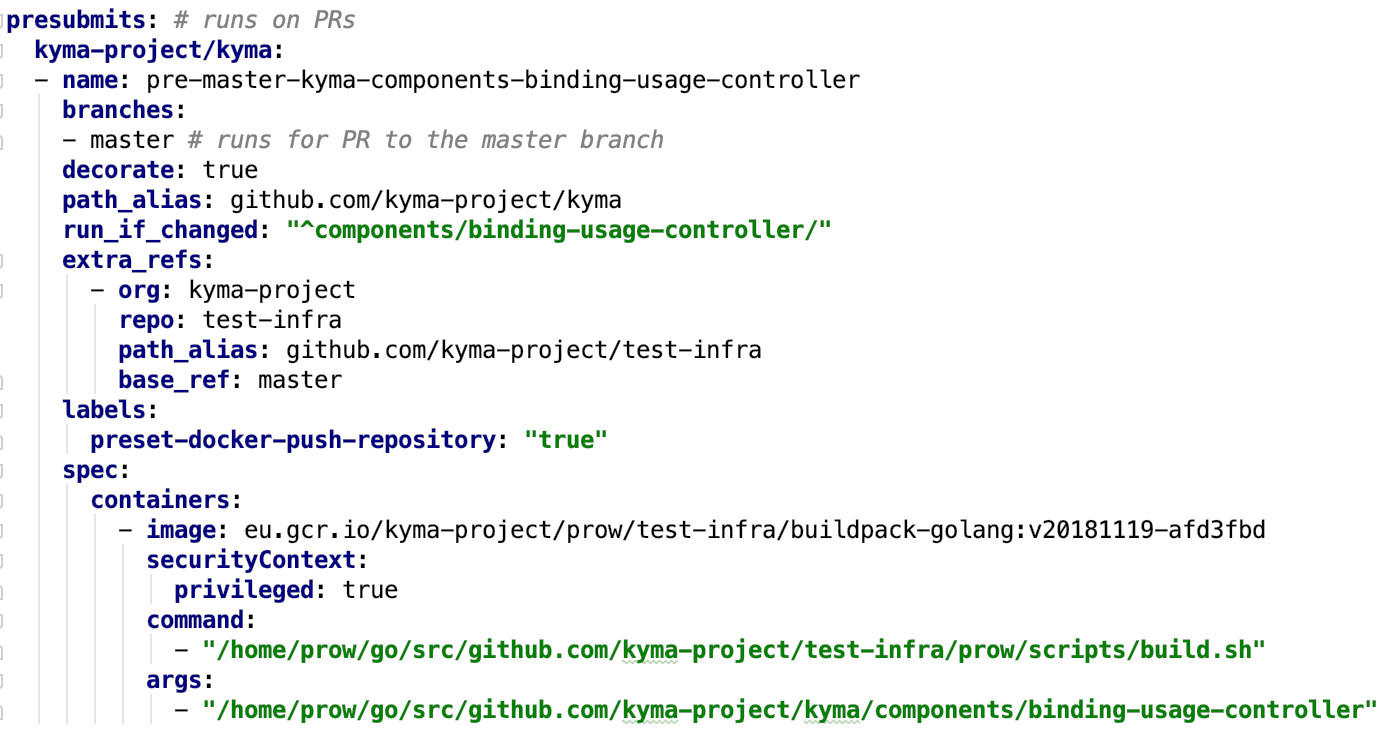 presubmits: # runs on PRs
kyma-project/kyma:
- name: pre-master-kyma-components-binding-usage-controller
branches:
- master # runs for PR to the master branch
decorate: true
path_alias: github.com/kyma-project/kyma
run_if_changed: "^components/binding-usage-controller/"
extra_refs:
- org: kyma-project
repo: test-infra
path_alias: github.com/kyma-project/test-infra
base_ref: master
labels:
preset-docker-push-repository: "true"
spec:
containers:
- image: eu.gcr.io/kyma-project/prow/test-infra/buildpack-golang:v20181119-afd3fbd
securityContext:
privileged: true
command:
- "/home/prow/go/src/github.com/kyma-project/test-infra/prow/scripts/build.sh"
args:
- "/home/prow/go/src/github.com/kyma-project/kyma/components/binding-usage-controller"